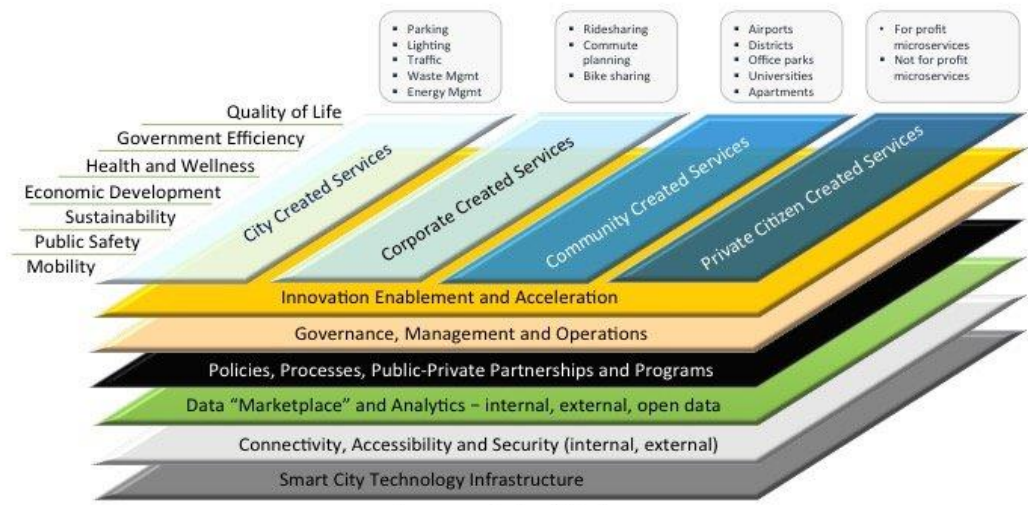 Parking
Lighting
Traffic
Waste Mgmt
Energy Mgmt
Ridesharing
Commute
planning
Bike sharing
Airports
Districts
Office parks
Universities
Apartments
For profit
microservices
Not for profit
microservices
Quality of Life
Government Efficiency
Health and Wellness
Economic Development
Sustainability
Public Safety
Mobility
City Created Services
Corporate Created Services
Community Created Services
Private Citizen Created Services
Innovation Enablement and Acceleration
Governance, Management and Operations
Policies, Processes, Public-Private Partnerships and Programs
Data “Marketplace” and Analytics – internal, external, open data
Connectivity, Accessibility and Security (internal, external)
Smart City Technology Infrastructure